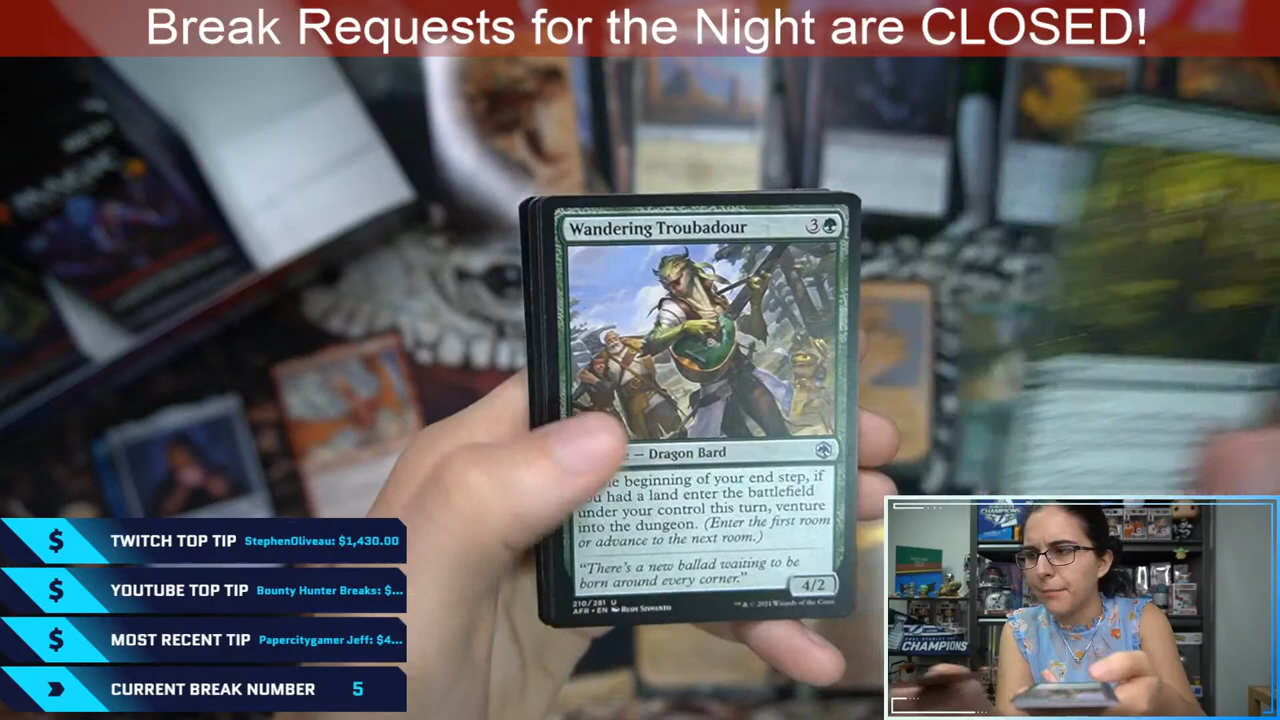 Break Requests for the Night are CLOSED!
Wandering Troubadour 3
— Dragon Bard
beginning of your end step, if
had a land enter the battlefield
under your control this turn, venture
into the dungeon. (Enter the first room
or advance to the next room.)
"There's a new ballad waiting to be
born around every corner."
4/2
210/281 U
AFR • EN Rudy Siswanto
™ & © 2021 Wizards of the Coast
$ TWITCH TOP TIP StephenOliveau: $1,430.00
$ YOUTUBE TOP TIP Bounty Hunter Breaks: $...
$ MOST RECENT TIP Papercitygamer Jeff: $4...
CURRENT BREAK NUMBER 5
CHAMPIONS
CHAMPIONS